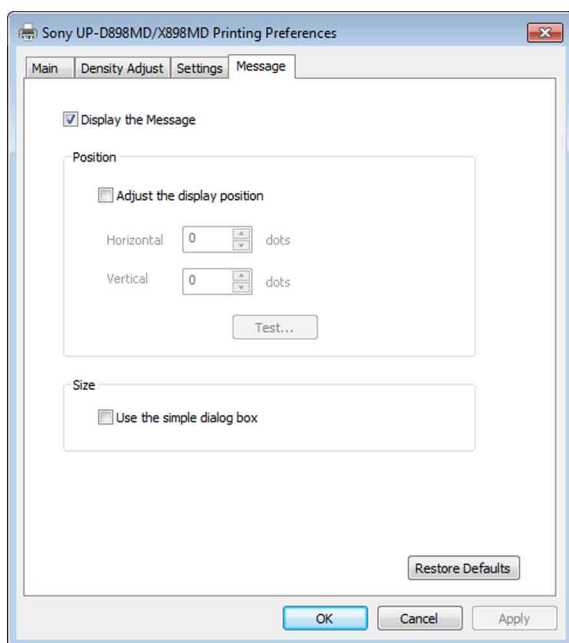 Sony UP-D898MD/X898MD Printing Preferences
Main Density Adjust Settings Message
Display the Message
Position
Adjust the display position
Horizontal 0 dots
Vertical 0 dots
Test...
Size
Use the simple dialog box
Restore Defaults
OK Cancel Apply